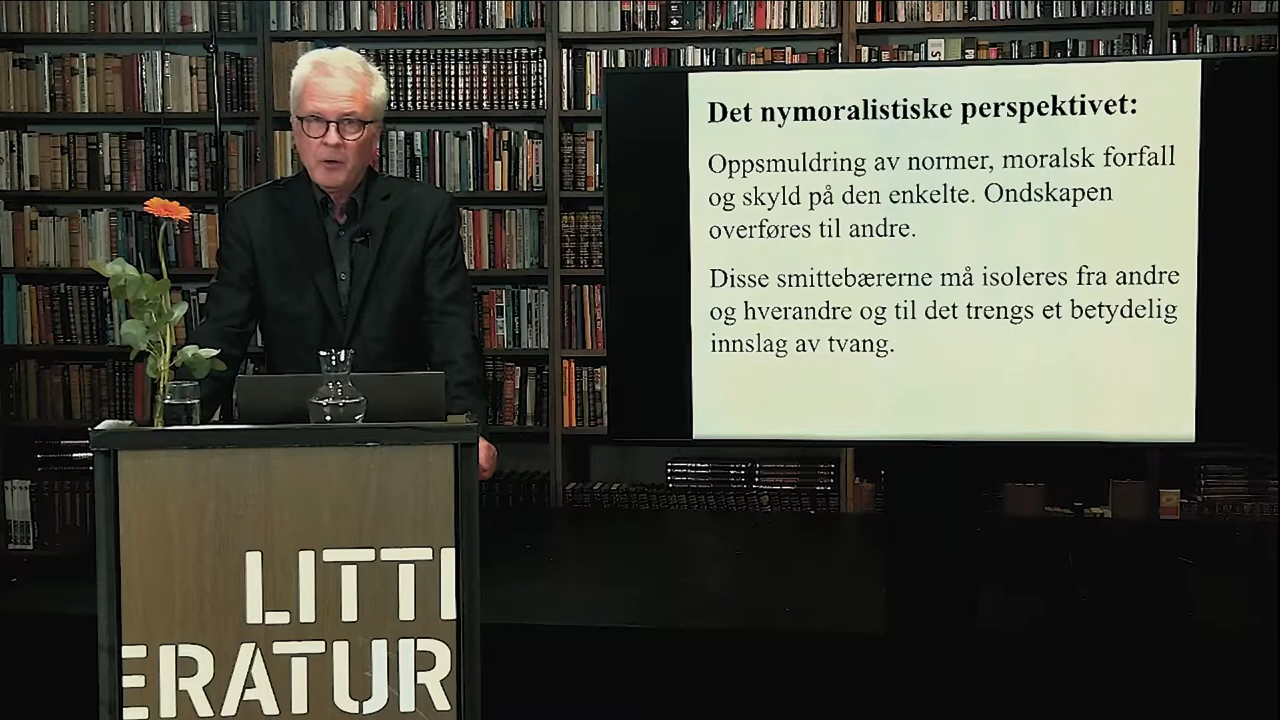 Det nymoralistiske perspektivet:
Oppsmuldring av normer, moralsk forfall
og skyld på den enkelte. Ondskapen
overføres til andre.
Disse smittebærerne må isoleres fra andre
og hverandre og til det trengs et betydelig
innslag av tvang.
LITT
ERATUR